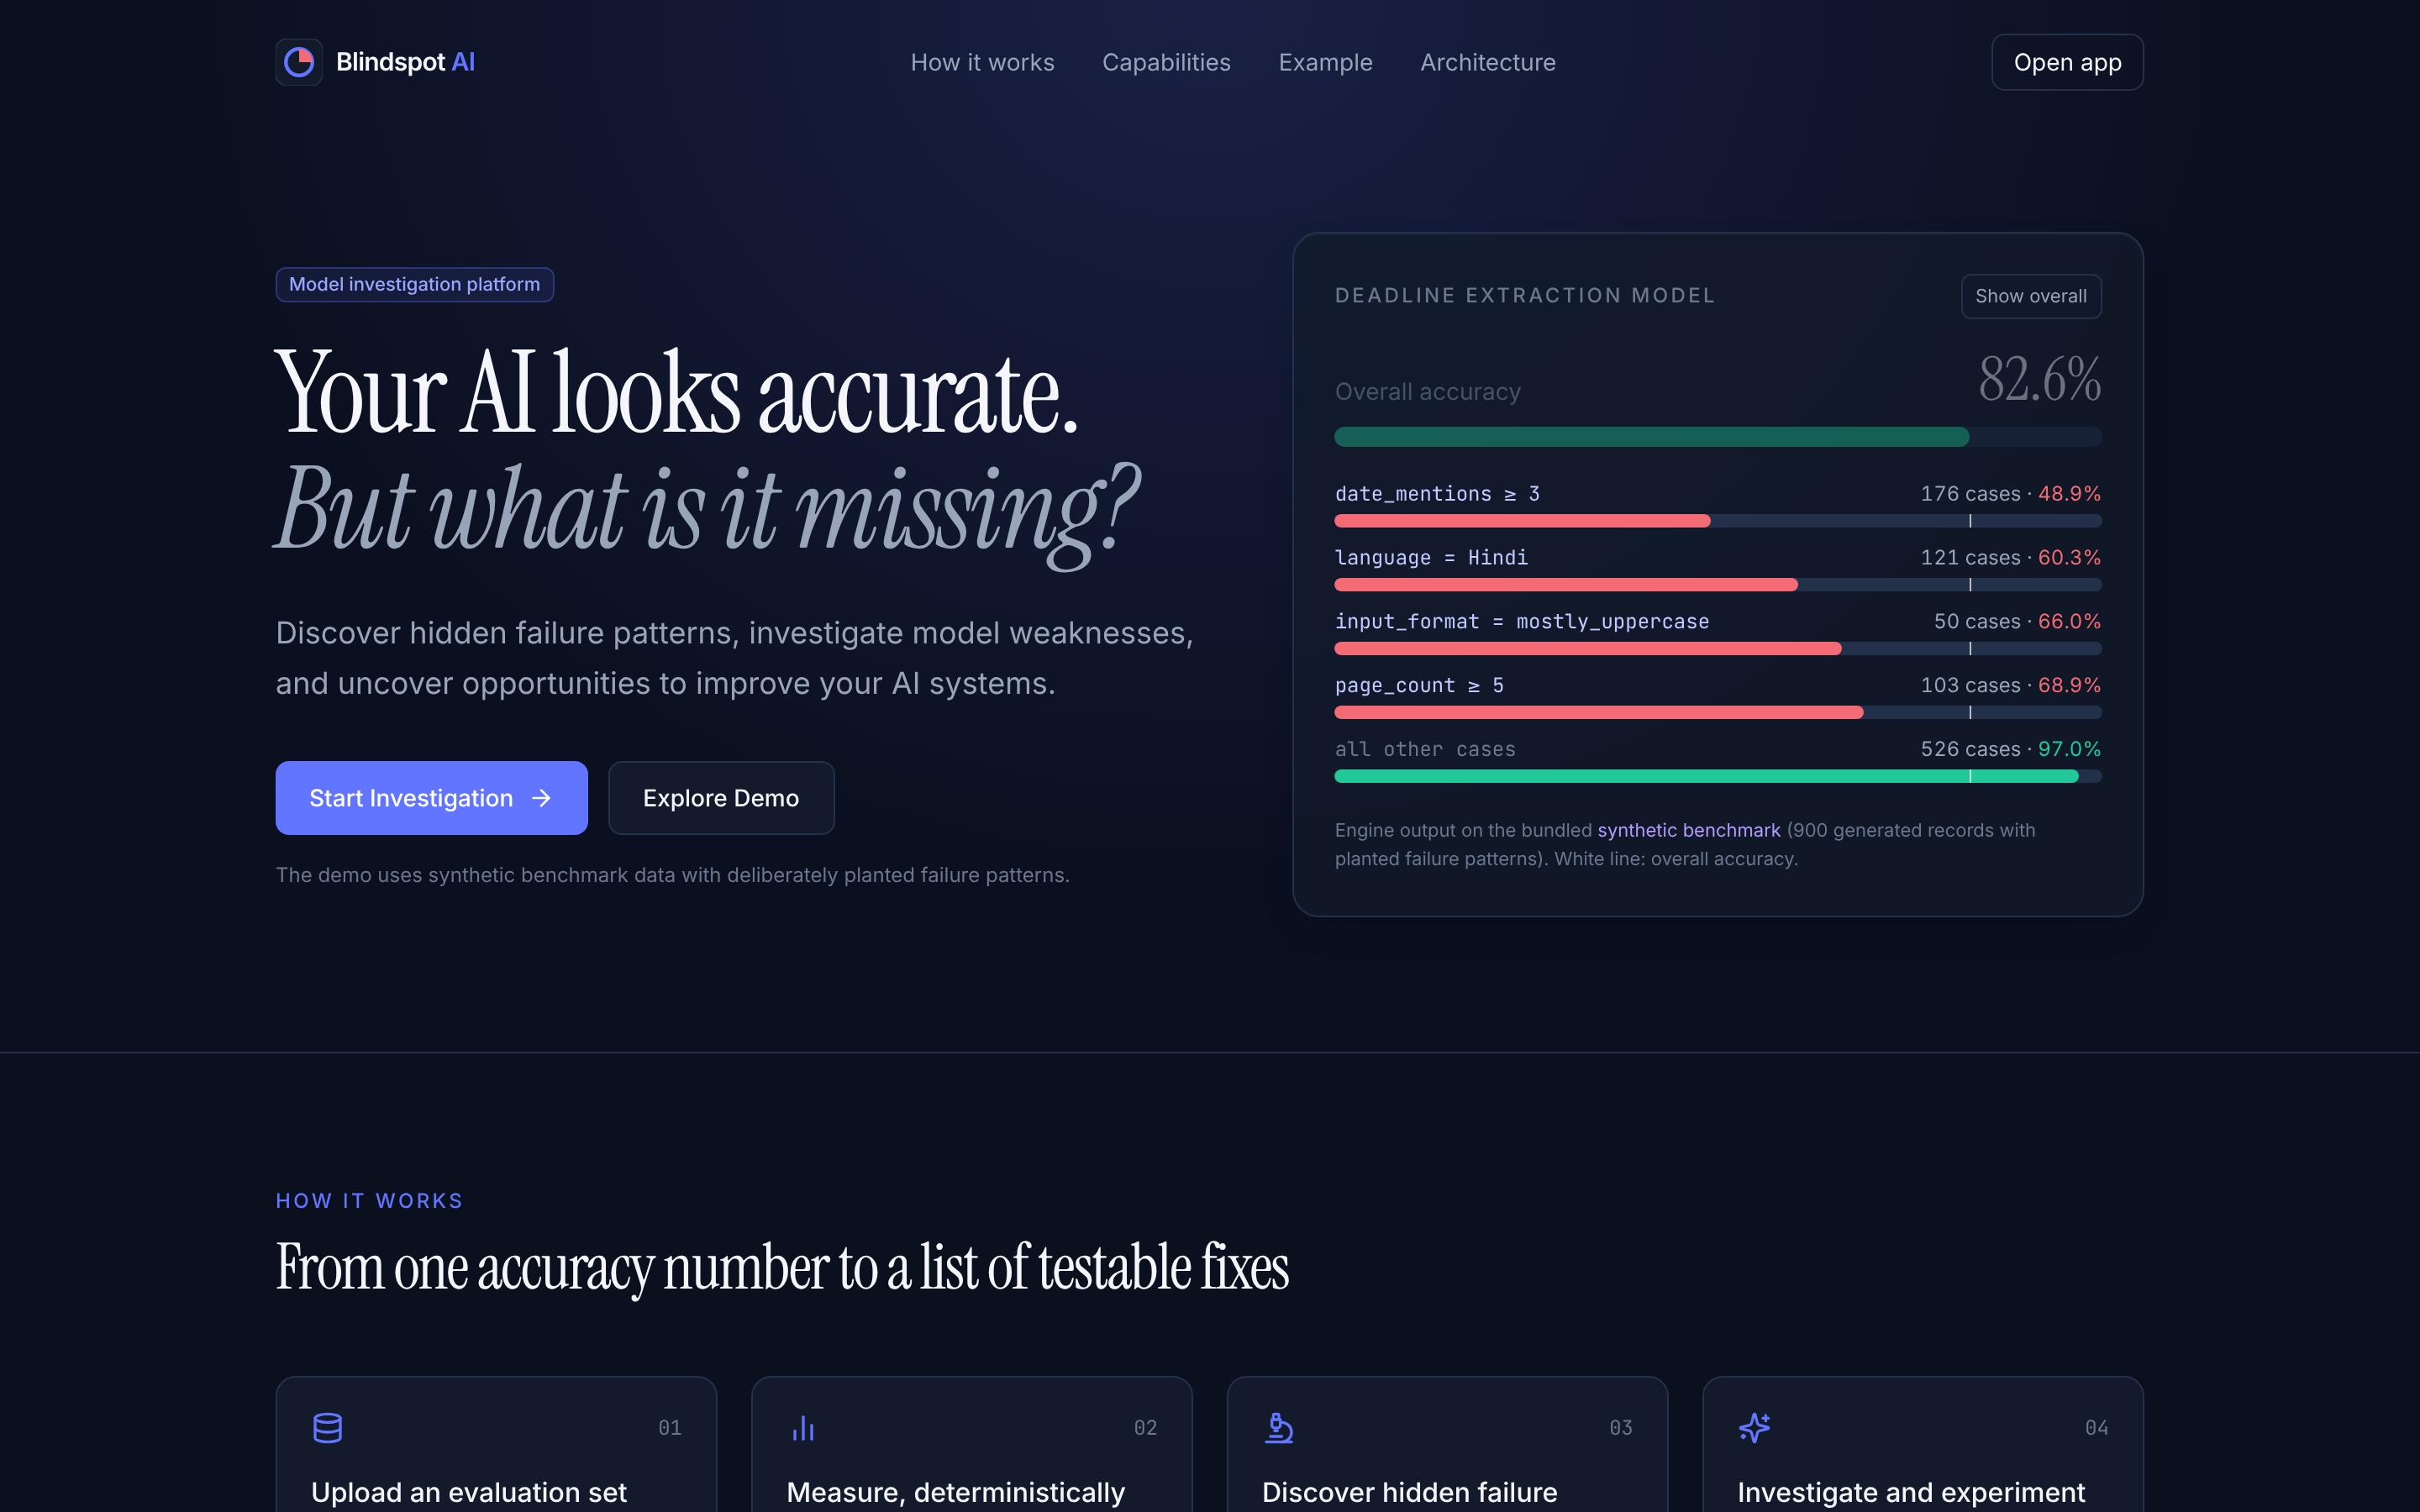 Blindspot AI
How it works
Capabilities
Example
Architecture
Open app
Model investigation platform
Your AI looks accurate.
But what is it missing?
Discover hidden failure patterns, investigate model weaknesses,
and uncover opportunities to improve your AI systems.
Start Investigation →
Explore Demo
The demo uses synthetic benchmark data with deliberately planted failure patterns.
DEADLINE EXTRACTION MODEL
Show overall
Overall accuracy 82.6%
date_mentions ≥ 3 176 cases · 48.9%
language = Hindi 121 cases · 60.3%
input_format = mostly_uppercase 50 cases · 66.0%
page_count ≥ 5 103 cases · 68.9%
all other cases 526 cases · 97.0%
Engine output on the bundled synthetic benchmark (900 generated records with
planted failure patterns). White line: overall accuracy.
HOW IT WORKS
From one accuracy number to a list of testable fixes
01
Upload an evaluation set
02
Measure, deterministically
03
Discover hidden failure
04
Investigate and experiment